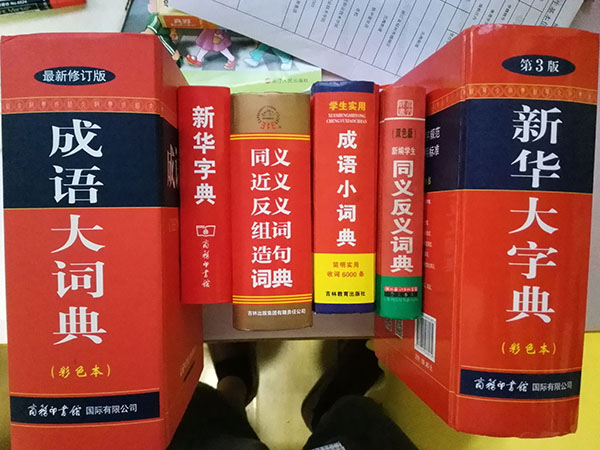 最新修订版
成语大词典
(彩色本)
商务印书馆 国际有限公司
新华字典
商务印书馆
同义
近义
反义
组词
造句
词典
吉林出版集团有限责任公司
学生实用
XUESHENGSHIYONG
CHENGYUXIAOCIDIAN
成语小词典
简明实用
收词6000条
吉林教育出版社
(双色版)
新编学生
同义反义词典
第3版
新华大字典
(彩色本)
商务印书馆 国际有限公司